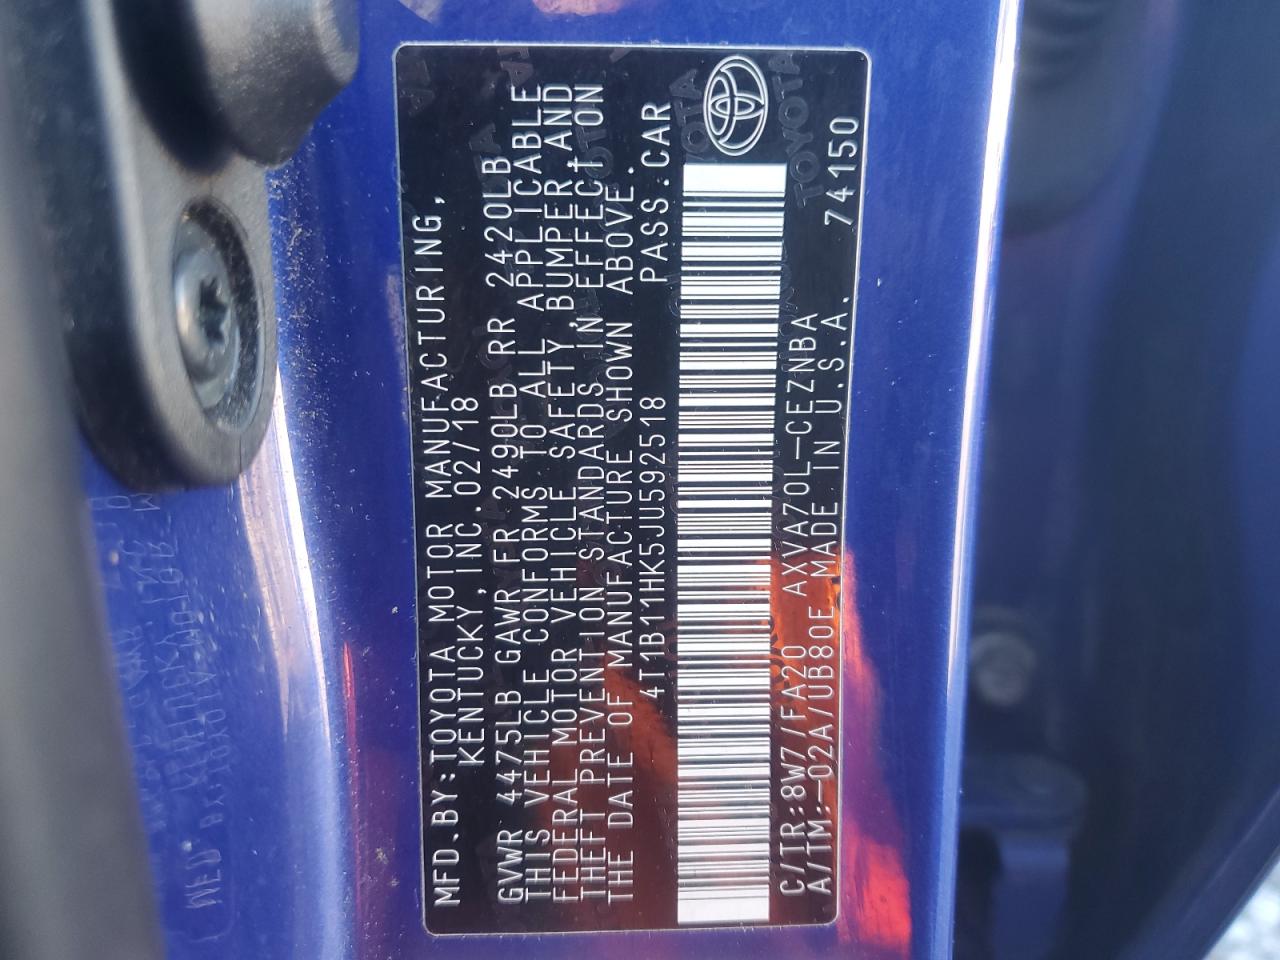 MFD.BY:TOYOTA MOTOR MANUFACTURING,
KENTUCKY, INC. 02/18
GVWR 4475LB GAWR FR 2490LB RR 2420LB
THIS VEHICLE CONFORMS TO ALL APPLICABLE
FEDERAL MOTOR VEHICLE SAFETY, BUMPER, AND
THEFT PREVENTION STANDARDS IN EFFECT ON
THE DATE OF MANUFACTURE SHOWN ABOVE.
4T1B11HK5JU592518 PASS.CAR
C/TR:8W7/FA20 AXVA70L-CEZNBA
A/TM:-02A/UB80E MADE IN U.S.A. 74150
TOYOTA